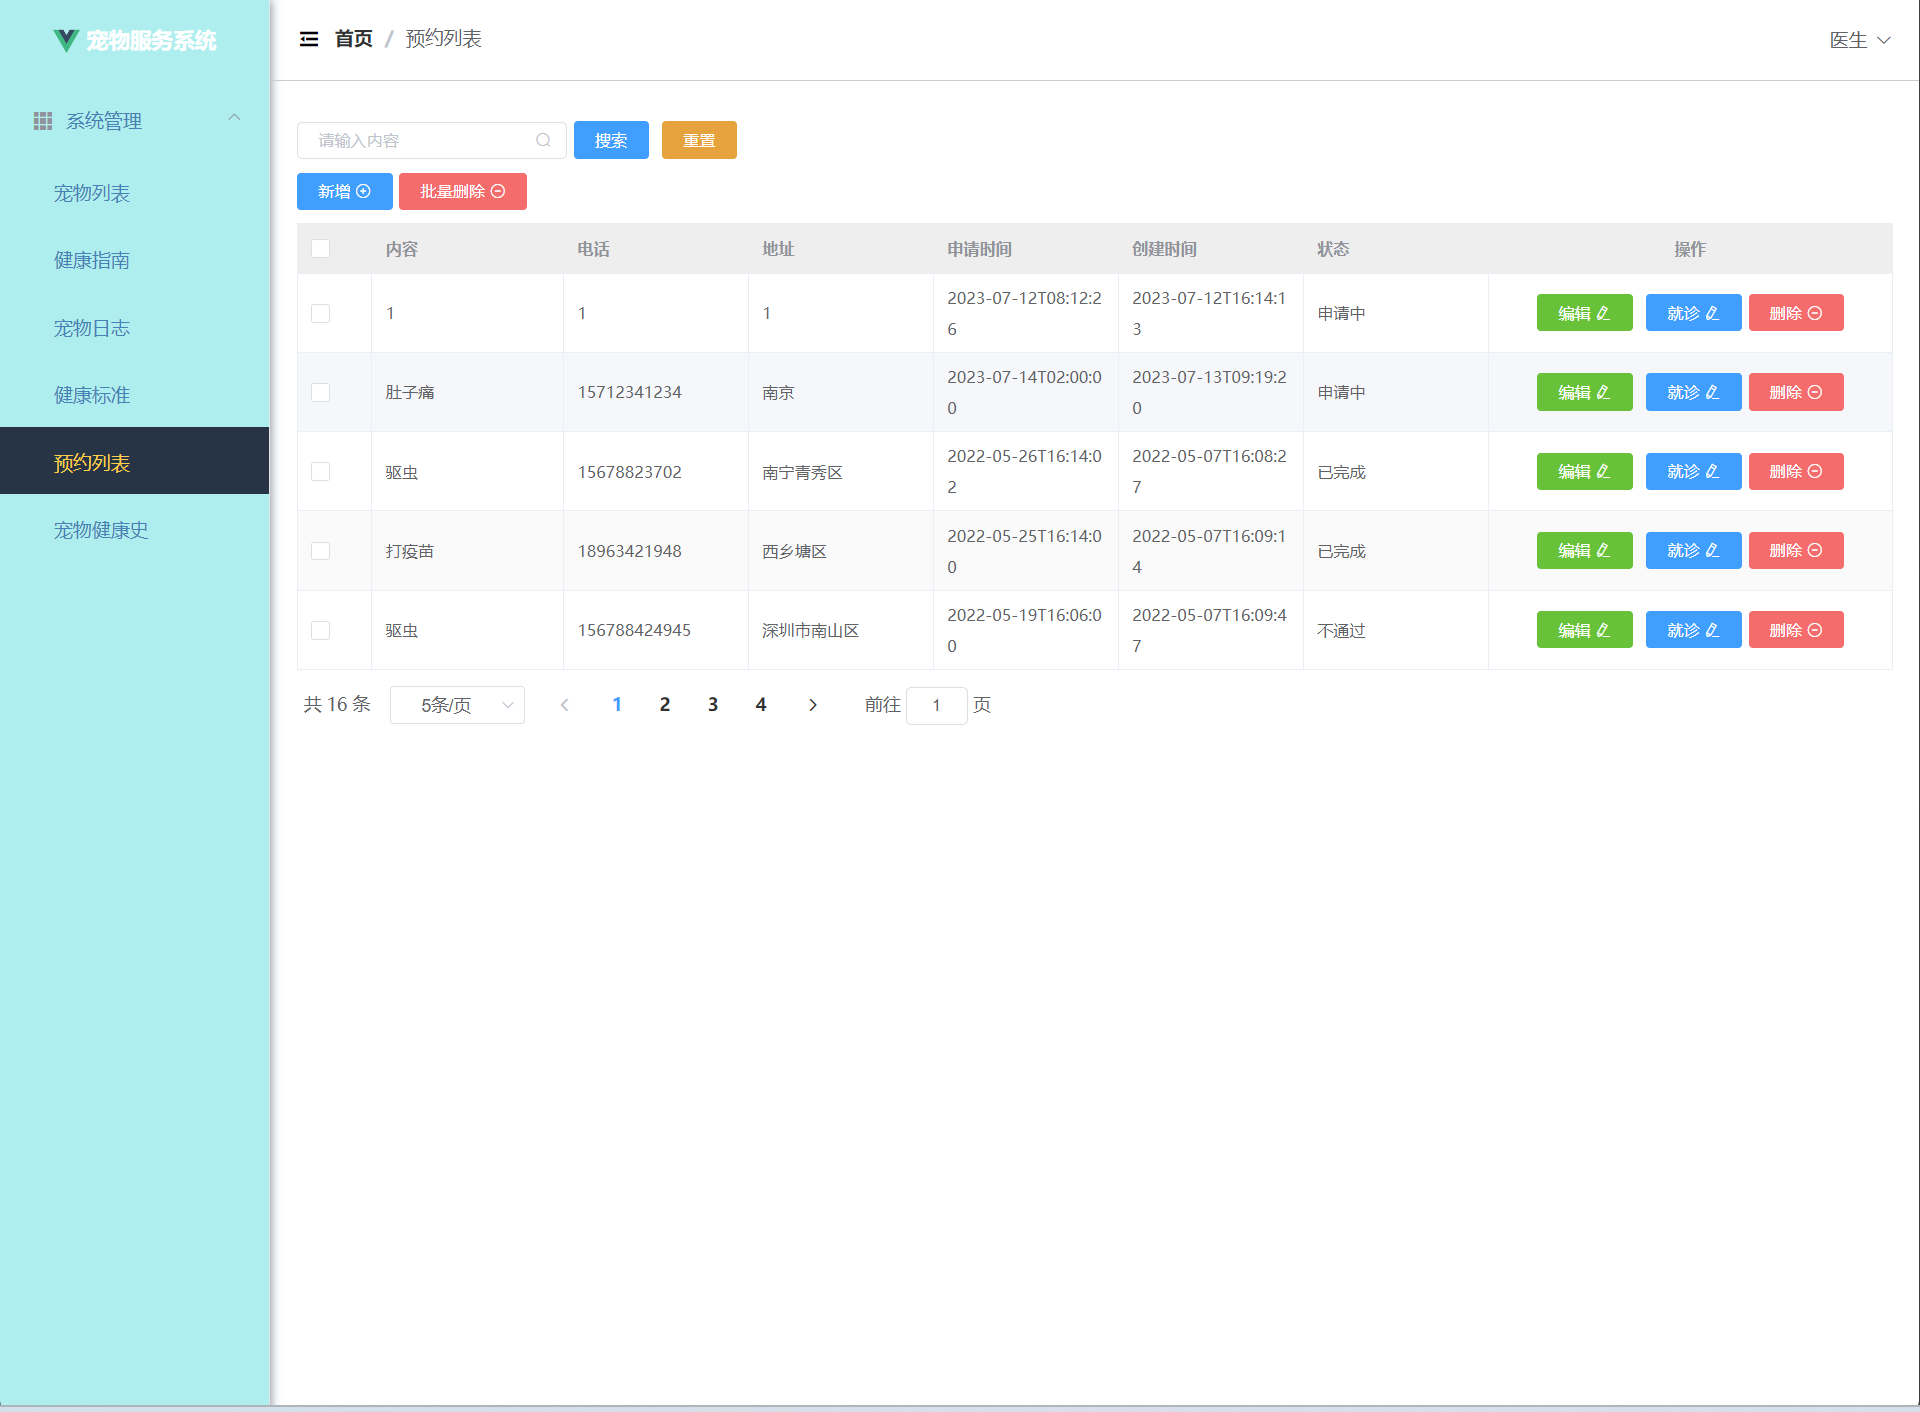 宠物服务系统
首页 / 预约列表
医生
系统管理
宠物列表
健康指南
宠物日志
健康标准
预约列表
宠物健康史
请输入内容 搜索 重置
新增 批量删除
内容 电话 地址 申请时间 创建时间 状态 操作
1 1 1 2023-07-12T08:12:26 2023-07-12T16:14:13 申请中 编辑 就诊 删除
肚子痛 15712341234 南京 2023-07-14T02:00:00 2023-07-13T09:19:20 申请中 编辑 就诊 删除
驱虫 15678823702 南宁青秀区 2022-05-26T16:14:02 2022-05-07T16:08:27 已完成 编辑 就诊 删除
打疫苗 18963421948 西乡塘区 2022-05-25T16:14:00 2022-05-07T16:09:14 已完成 编辑 就诊 删除
驱虫 156788424945 深圳市南山区 2022-05-19T16:06:00 2022-05-07T16:09:47 不通过 编辑 就诊 删除
共 16 条 5条/页 1 2 3 4 前往 1 页